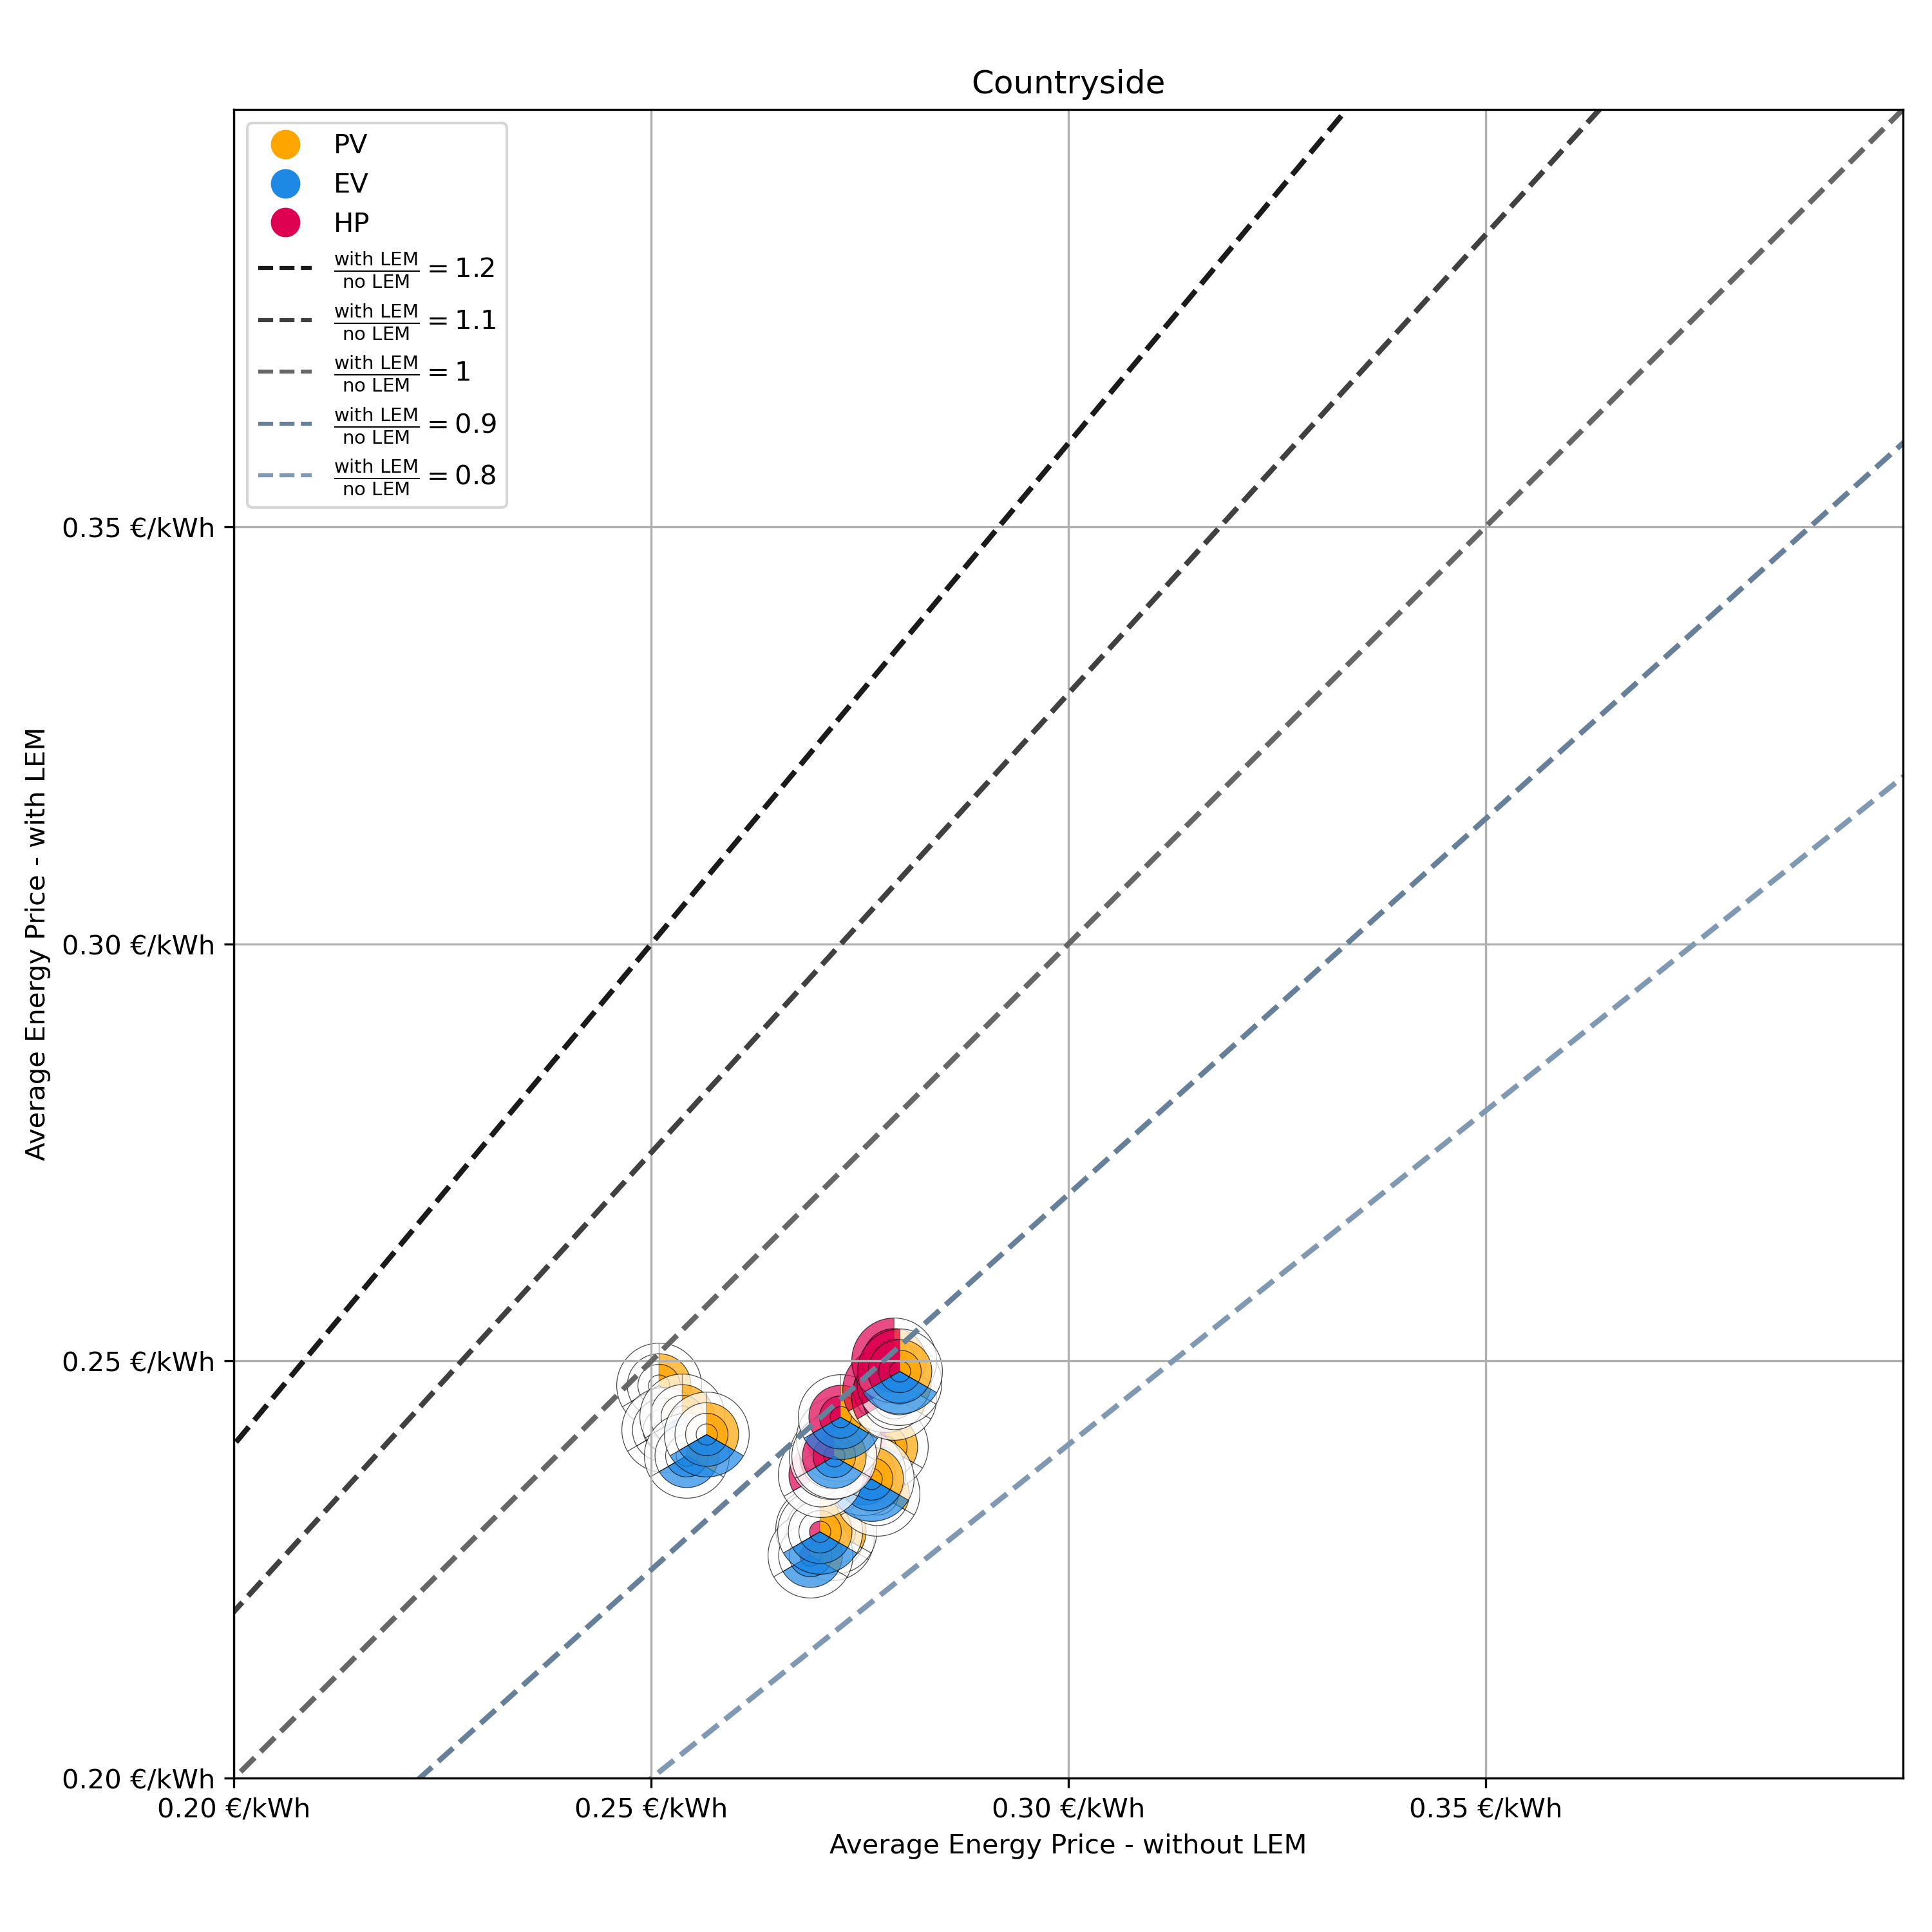 Countryside
PV
EV
HP
with LEM / no LEM = 1.2
with LEM / no LEM = 1.1
with LEM / no LEM = 1
with LEM / no LEM = 0.9
with LEM / no LEM = 0.8
Average Energy Price - with LEM
0.35 €/kWh
0.30 €/kWh
0.25 €/kWh
0.20 €/kWh
0.20 €/kWh
0.25 €/kWh
0.30 €/kWh
0.35 €/kWh
Average Energy Price - without LEM